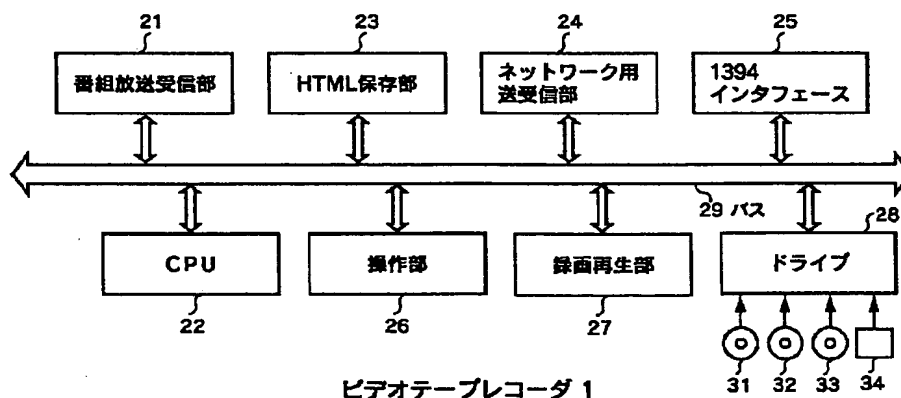 21
23
24
25
番組放送受信部
HTML保存部
ネットワーク用
送受信部
1394
インタフェース
29 バス
28
CPU
操作部
録画再生部
ドライブ
22
26
27
31
32
33
34
ビデオテープレコーダ 1